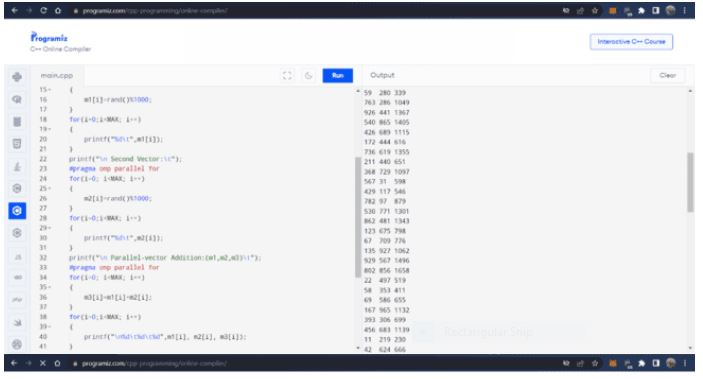 programiz.com/cpp-programming/online-compiler/
Programiz
C++ Online Compiler
Interactive C++ Course
main.cpp
Run
Output
Clear
15 {
16 m1[i]=rand()%1000;
17 }
18 for(i=0;i<MAX; i++)
19 {
20 printf("%d\t",m1[i]);
21 }
22 printf("\n Second Vector:\t");
23 #pragma omp parallel for
24 for(i=0; i<MAX; i++)
25 {
26 m2[i]=rand()%1000;
27 }
28 for(i=0;i<MAX; i++)
29 {
30 printf("%d\t",m2[i]);
31 }
32 printf("\n Parallel-vector Addition:(m1,m2,m3)\t");
33 #pragma omp parallel for
34 for(i=0; i<MAX; i++)
35 {
36 m3[i]=m1[i]+m2[i];
37 }
38 for(i=0;i<MAX; i++)
39 {
40 printf("\n%d\t%d\t%d",m1[i], m2[i], m3[i]);
41 }
59 280 339
763 286 1049
926 441 1367
540 865 1405
426 689 1115
172 444 616
736 619 1355
211 440 651
368 729 1097
567 31 598
429 117 546
782 97 879
530 771 1301
862 481 1343
123 675 798
67 709 776
135 927 1062
929 567 1496
802 856 1658
22 497 519
58 353 411
69 586 655
167 965 1132
393 306 699
456 683 1139
11 219 230
42 624 666
Rectangular Snip
programiz.com/cpp-programming/online-compiler/